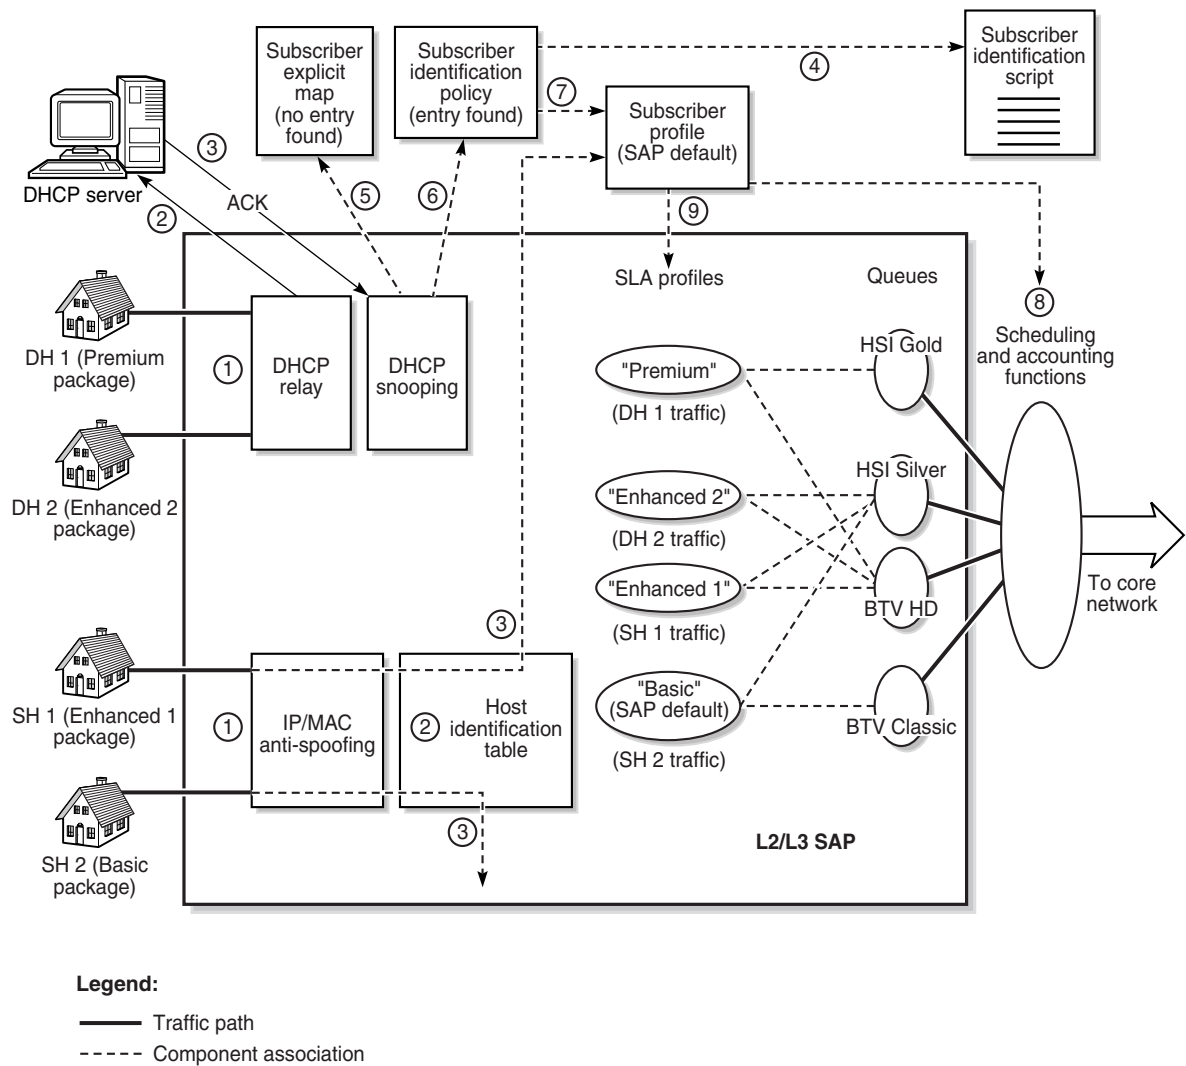 Subscriber
explicit
map
(no entry
found)
Subscriber
identification
policy
(entry found)
4
Subscriber
identification
script
7
Subscriber
profile
(SAP default)
3
ACK
DHCP server
2
5
6
9
SLA profiles
Queues
8
Scheduling
and accounting
functions
DH 1 (Premium
package)
1
DHCP
relay
DHCP
snooping
"Premium"
(DH 1 traffic)
HSI Gold
DH 2 (Enhanced 2
package)
"Enhanced 2"
(DH 2 traffic)
HSI Silver
"Enhanced 1"
(SH 1 traffic)
BTV HD
To core
network
3
SH 1 (Enhanced 1
package)
1
IP/MAC
anti-spoofing
2
Host
identification
table
"Basic"
(SAP default)
(SH 2 traffic)
BTV Classic
3
SH 2 (Basic
package)
L2/L3 SAP
Legend:
Traffic path
Component association